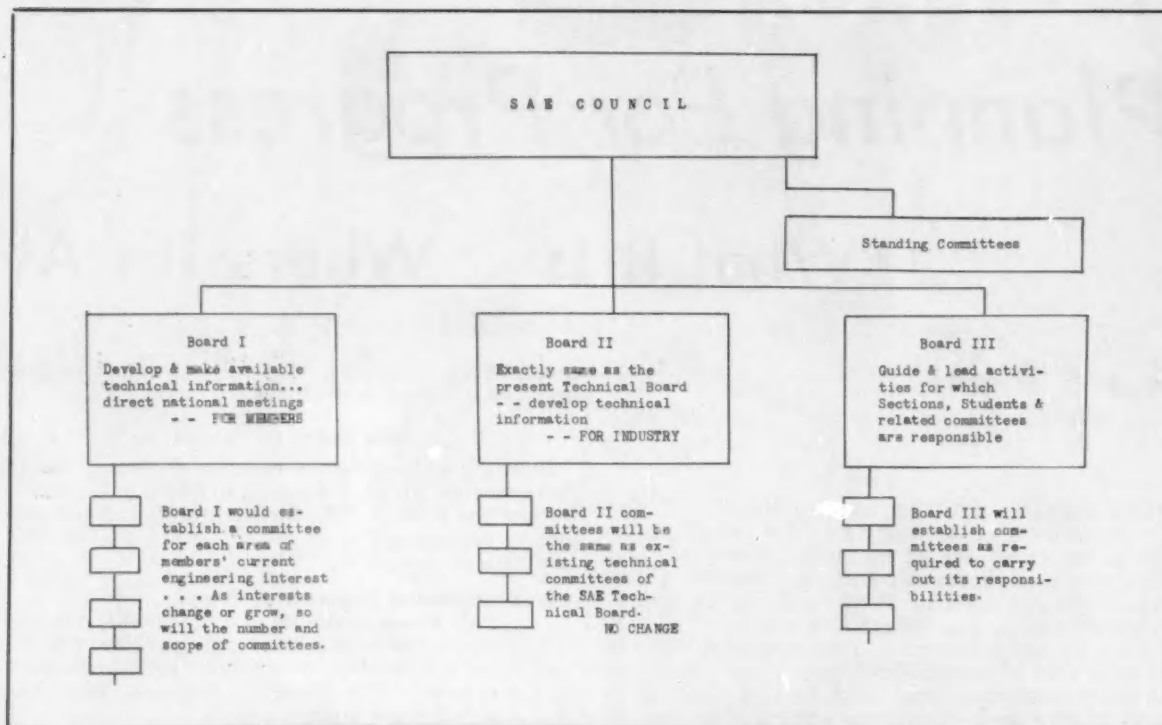 SAE COUNCIL
Standing Committees
Board I
Develop & make available
technical information...
direct national meetings
- - FOR MEMBERS
Board II
Exactly same as the
present Technical Board
- - develop technical
information
- - FOR INDUSTRY
Board III
Guide & lead activi-
ties for which
Sections, Students &
related committees
are responsible
Board I would es-
tablish a committee
for each area of
members' current
engineering interest
. . . As interests
change or grow, so
will the number and
scope of committees.
Board II com-
mittees will be
the same as ex-
isting technical
committees of
the SAE Tech-
nical Board.
NO CHANGE
Board III will
establish com-
mittees as re-
quired to carry
out its responsi-
bilities.